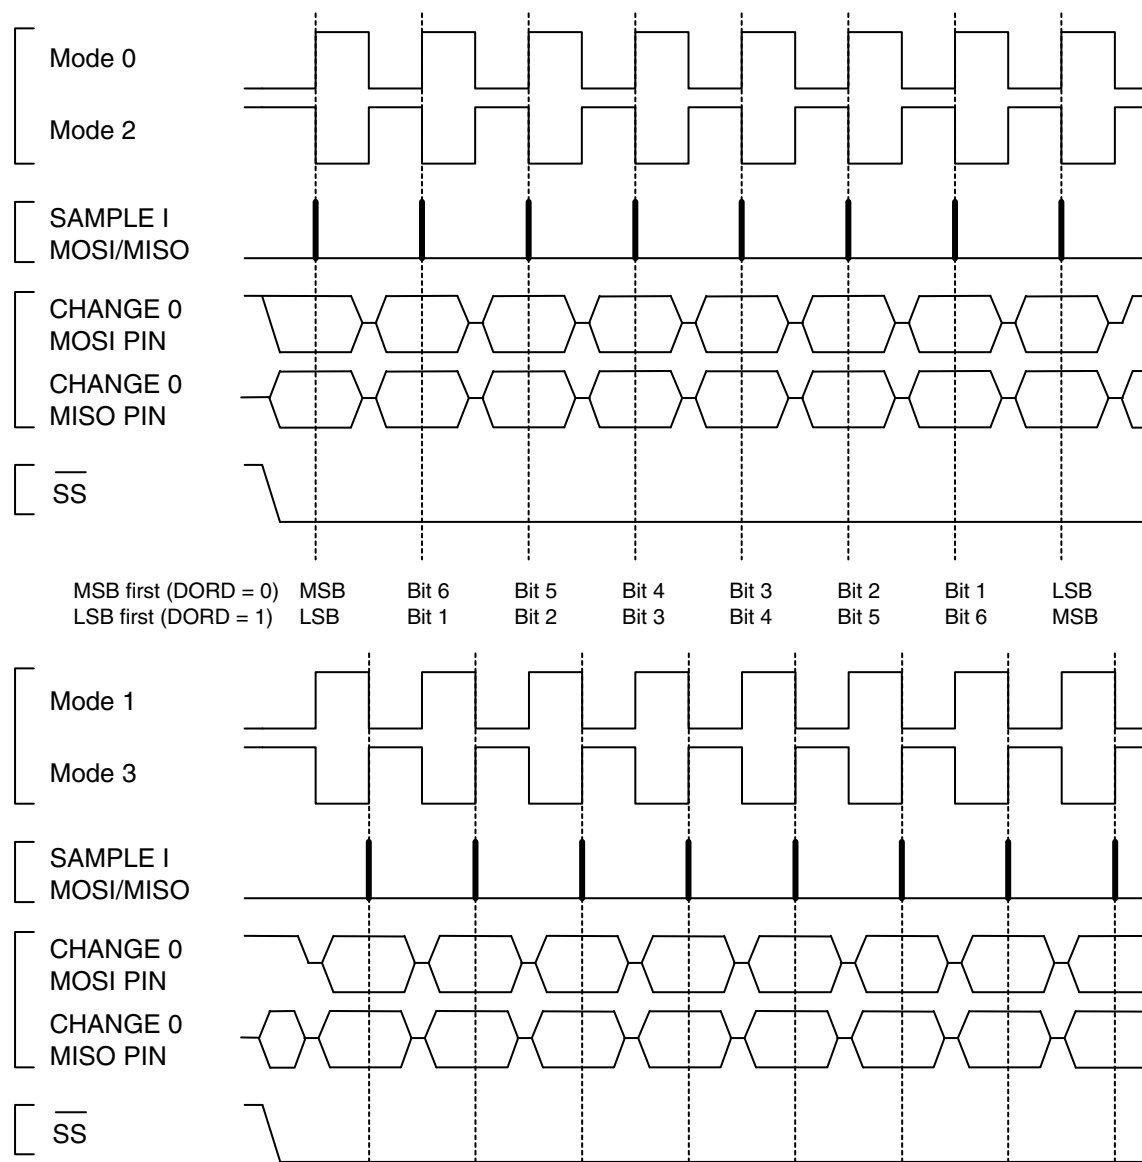 Mode 0
Mode 2
SAMPLE I
MOSI/MISO
CHANGE 0
MOSI PIN
CHANGE 0
MISO PIN
SS
MSB first (DORD = 0) MSB Bit 6 Bit 5 Bit 4 Bit 3 Bit 2 Bit 1 LSB
LSB first (DORD = 1) LSB Bit 1 Bit 2 Bit 3 Bit 4 Bit 5 Bit 6 MSB
Mode 1
Mode 3
SAMPLE I
MOSI/MISO
CHANGE 0
MOSI PIN
CHANGE 0
MISO PIN
SS